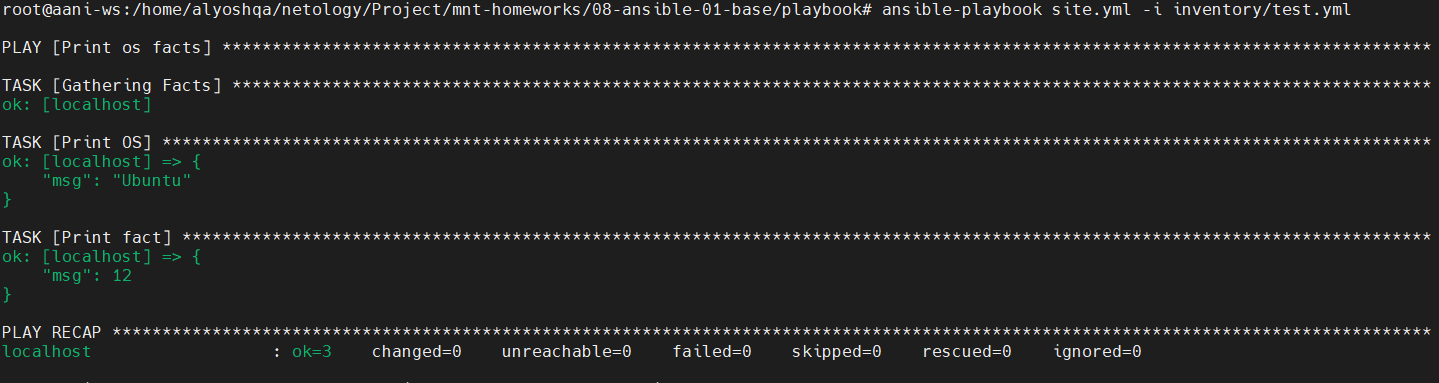 root@aani-ws:/home/alyoshqa/netology/Project/mnt-homeworks/08-ansible-01-base/playbook# ansible-playbook site.yml -i inventory/test.yml
PLAY [Print os facts] *************************************************************************************************************************
TASK [Gathering Facts] ************************************************************************************************************************
ok: [localhost]
TASK [Print OS] *******************************************************************************************************************************
ok: [localhost] => {
    "msg": "Ubuntu"
}
TASK [Print fact] *****************************************************************************************************************************
ok: [localhost] => {
    "msg": 12
}
PLAY RECAP ************************************************************************************************************************************
localhost                  : ok=3    changed=0    unreachable=0    failed=0    skipped=0    rescued=0    ignored=0